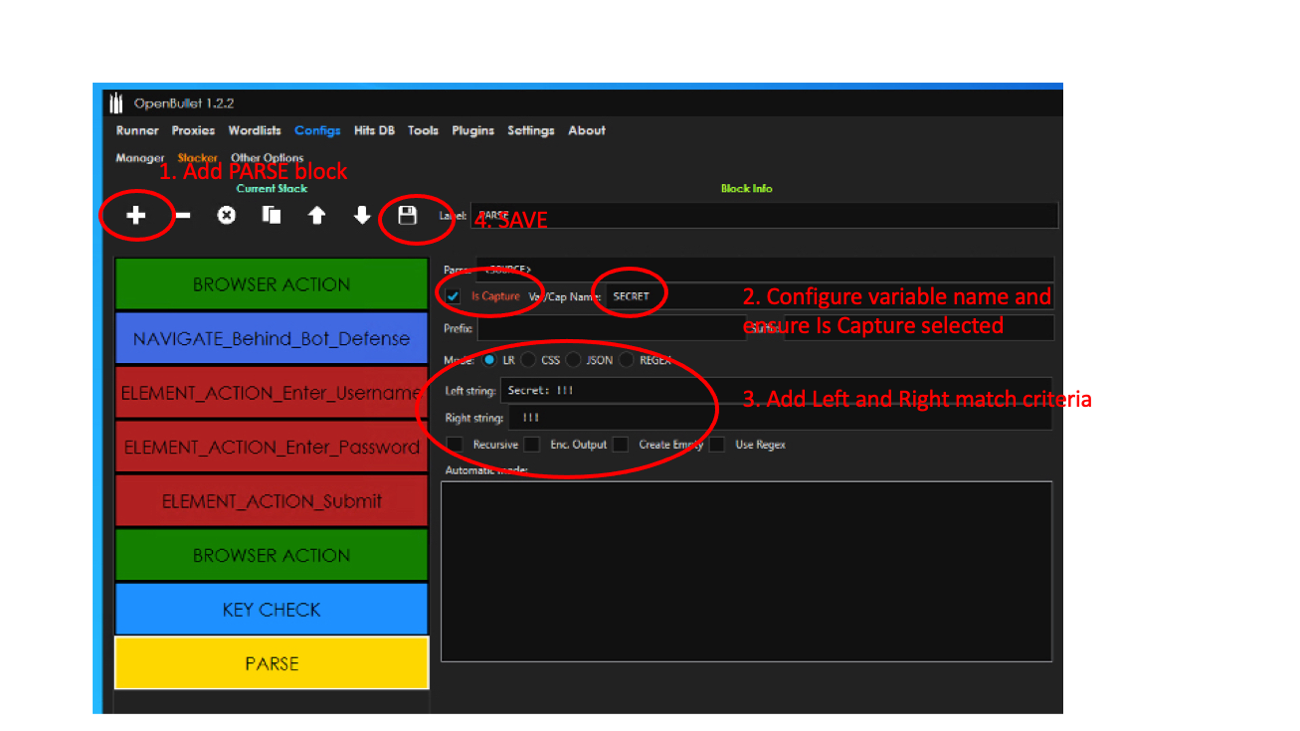 OpenBullet 1.2.2
Runner Proxies Wordlists Configs Hits DB Tools Plugins Settings About
Manager Stacker Other Options
1. Add PARSE block
Current Stack Block Info
Label: PARSE
4. SAVE
Parse: <SOURCE>
Is Capture Var/Cap Name: SECRET
2. Configure variable name and
ensure Is Capture selected
Prefix: Suffix:
Mode: LR CSS JSON REGEX
Left string: Secret: !!!
3. Add Left and Right match criteria
Right string: !!!
Recursive Enc. Output Create Empty Use Regex
Automatic mode:
BROWSER ACTION
NAVIGATE_Behind_Bot_Defense
ELEMENT_ACTION_Enter_Username
ELEMENT_ACTION_Enter_Password
ELEMENT_ACTION_Submit
BROWSER ACTION
KEY CHECK
PARSE